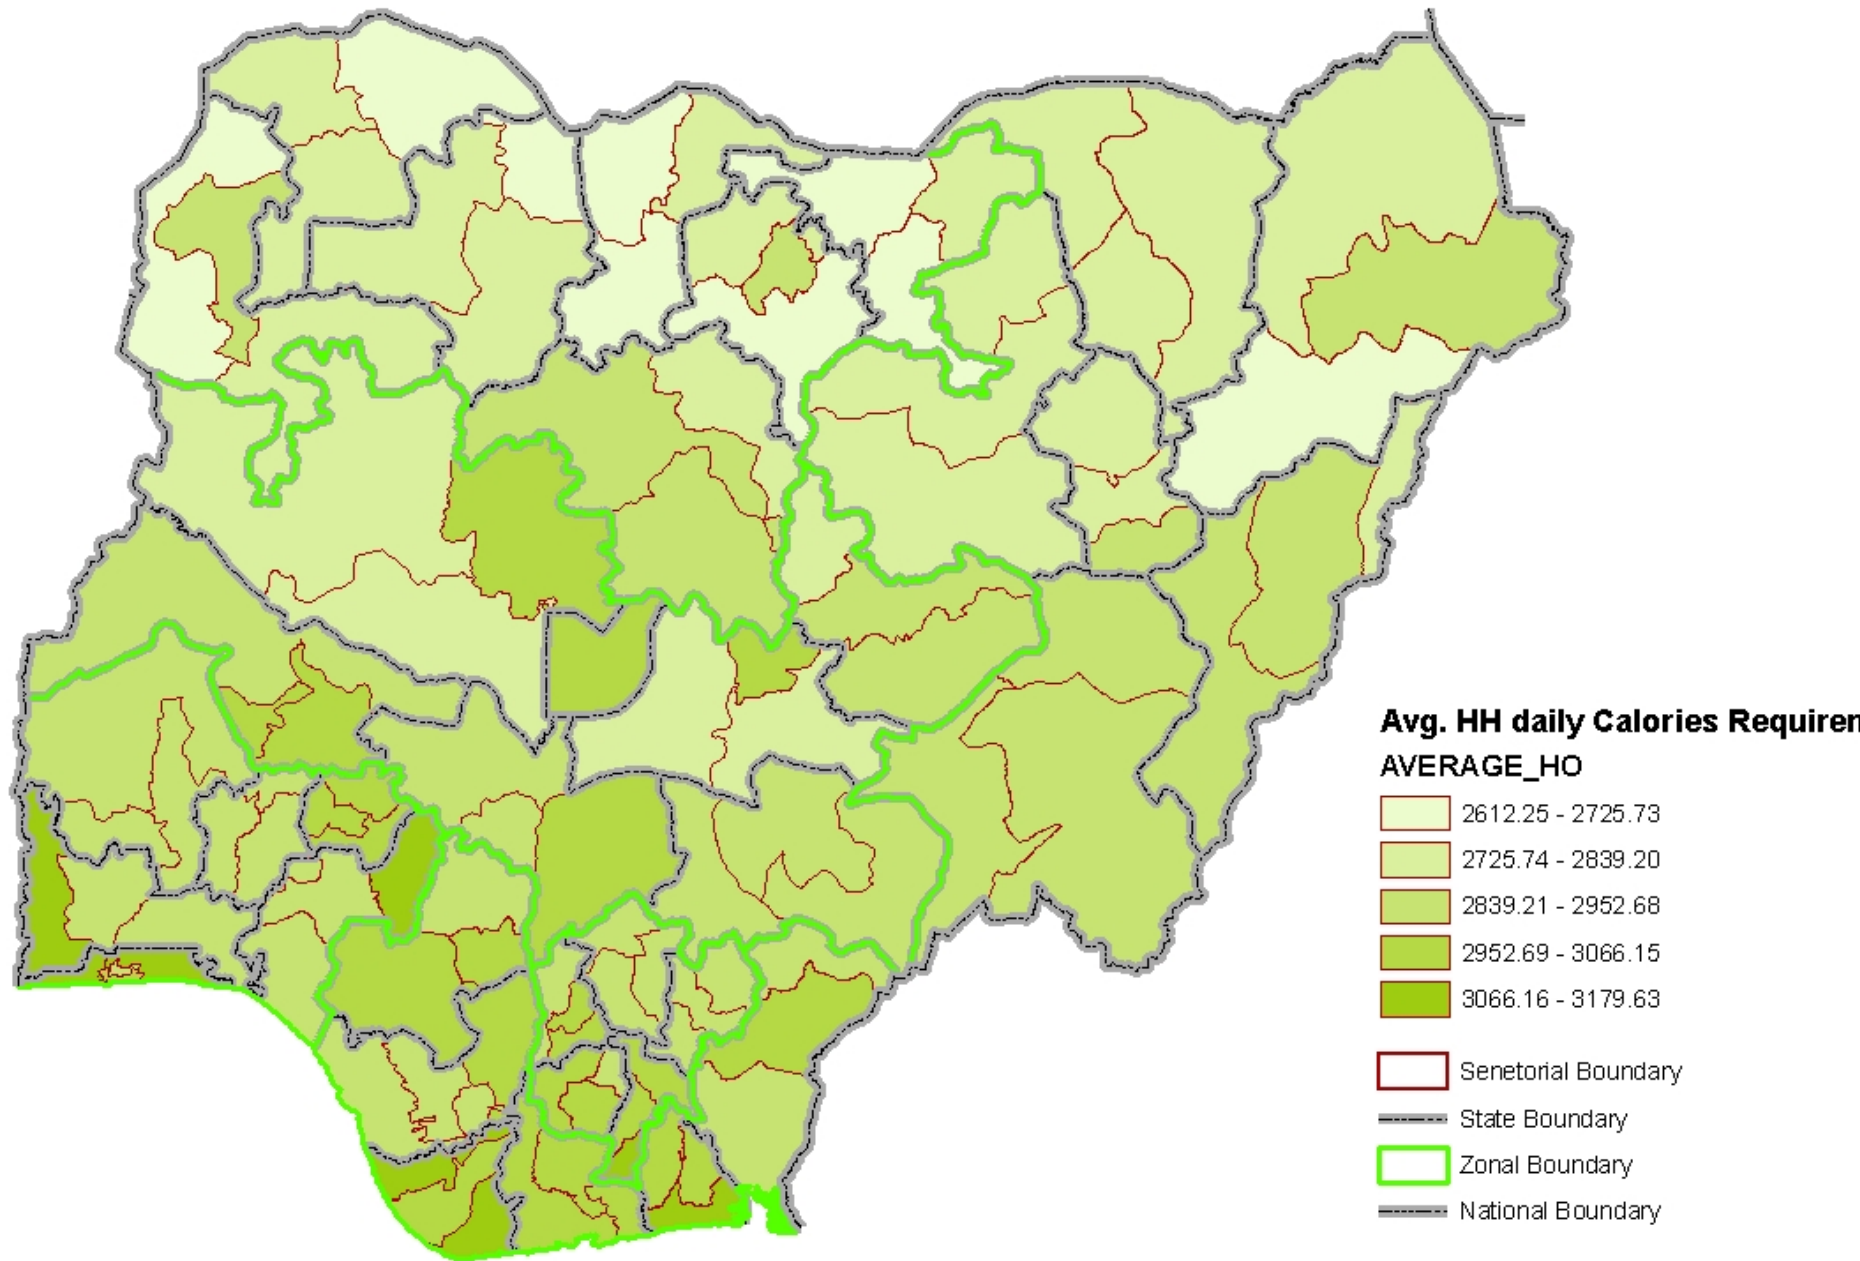 Avg. HH daily Calories Requiren
AVERAGE_HO
2612.25 - 2725.73
2725.74 - 2839.20
2839.21 - 2952.68
2952.69 - 3066.15
3066.16 - 3179.63
Senetorial Boundary
State Boundary
Zonal Boundary
National Boundary